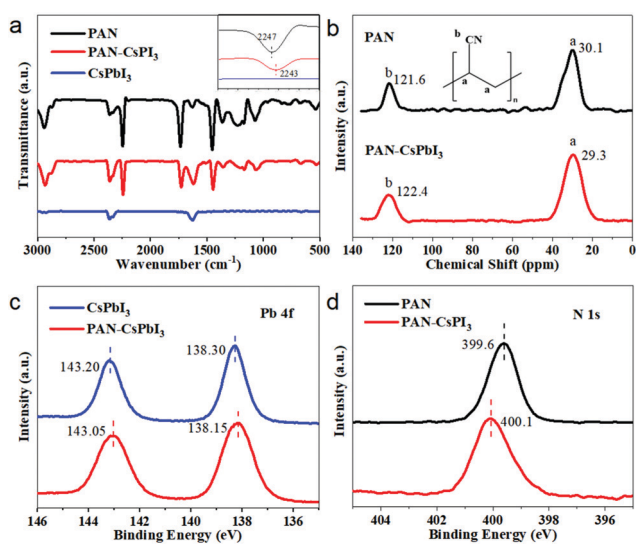 a
PAN
PAN-CsPI₃
CsPbI₃
2247
2243
Transmittance (a.u.)
3000 2500 2000 1500 1000 500
Wavenumber (cm⁻¹)
b
PAN
b
CN
a
a
n
b
121.6
a
30.1
PAN-CsPbI₃
b
122.4
a
29.3
Intensity (a.u.)
140 120 100 80 60 40 20 0
Chemical Shift (ppm)
c
CsPbI₃
PAN-CsPbI₃
Pb 4f
143.20
138.30
143.05
138.15
Intensity (a.u.)
146 144 142 140 138 136
Binding Energy (eV)
d
PAN
PAN-CsPI₃
N 1s
399.6
400.1
Intensity (a.u.)
404 402 400 398 396
Binding Energy (eV)